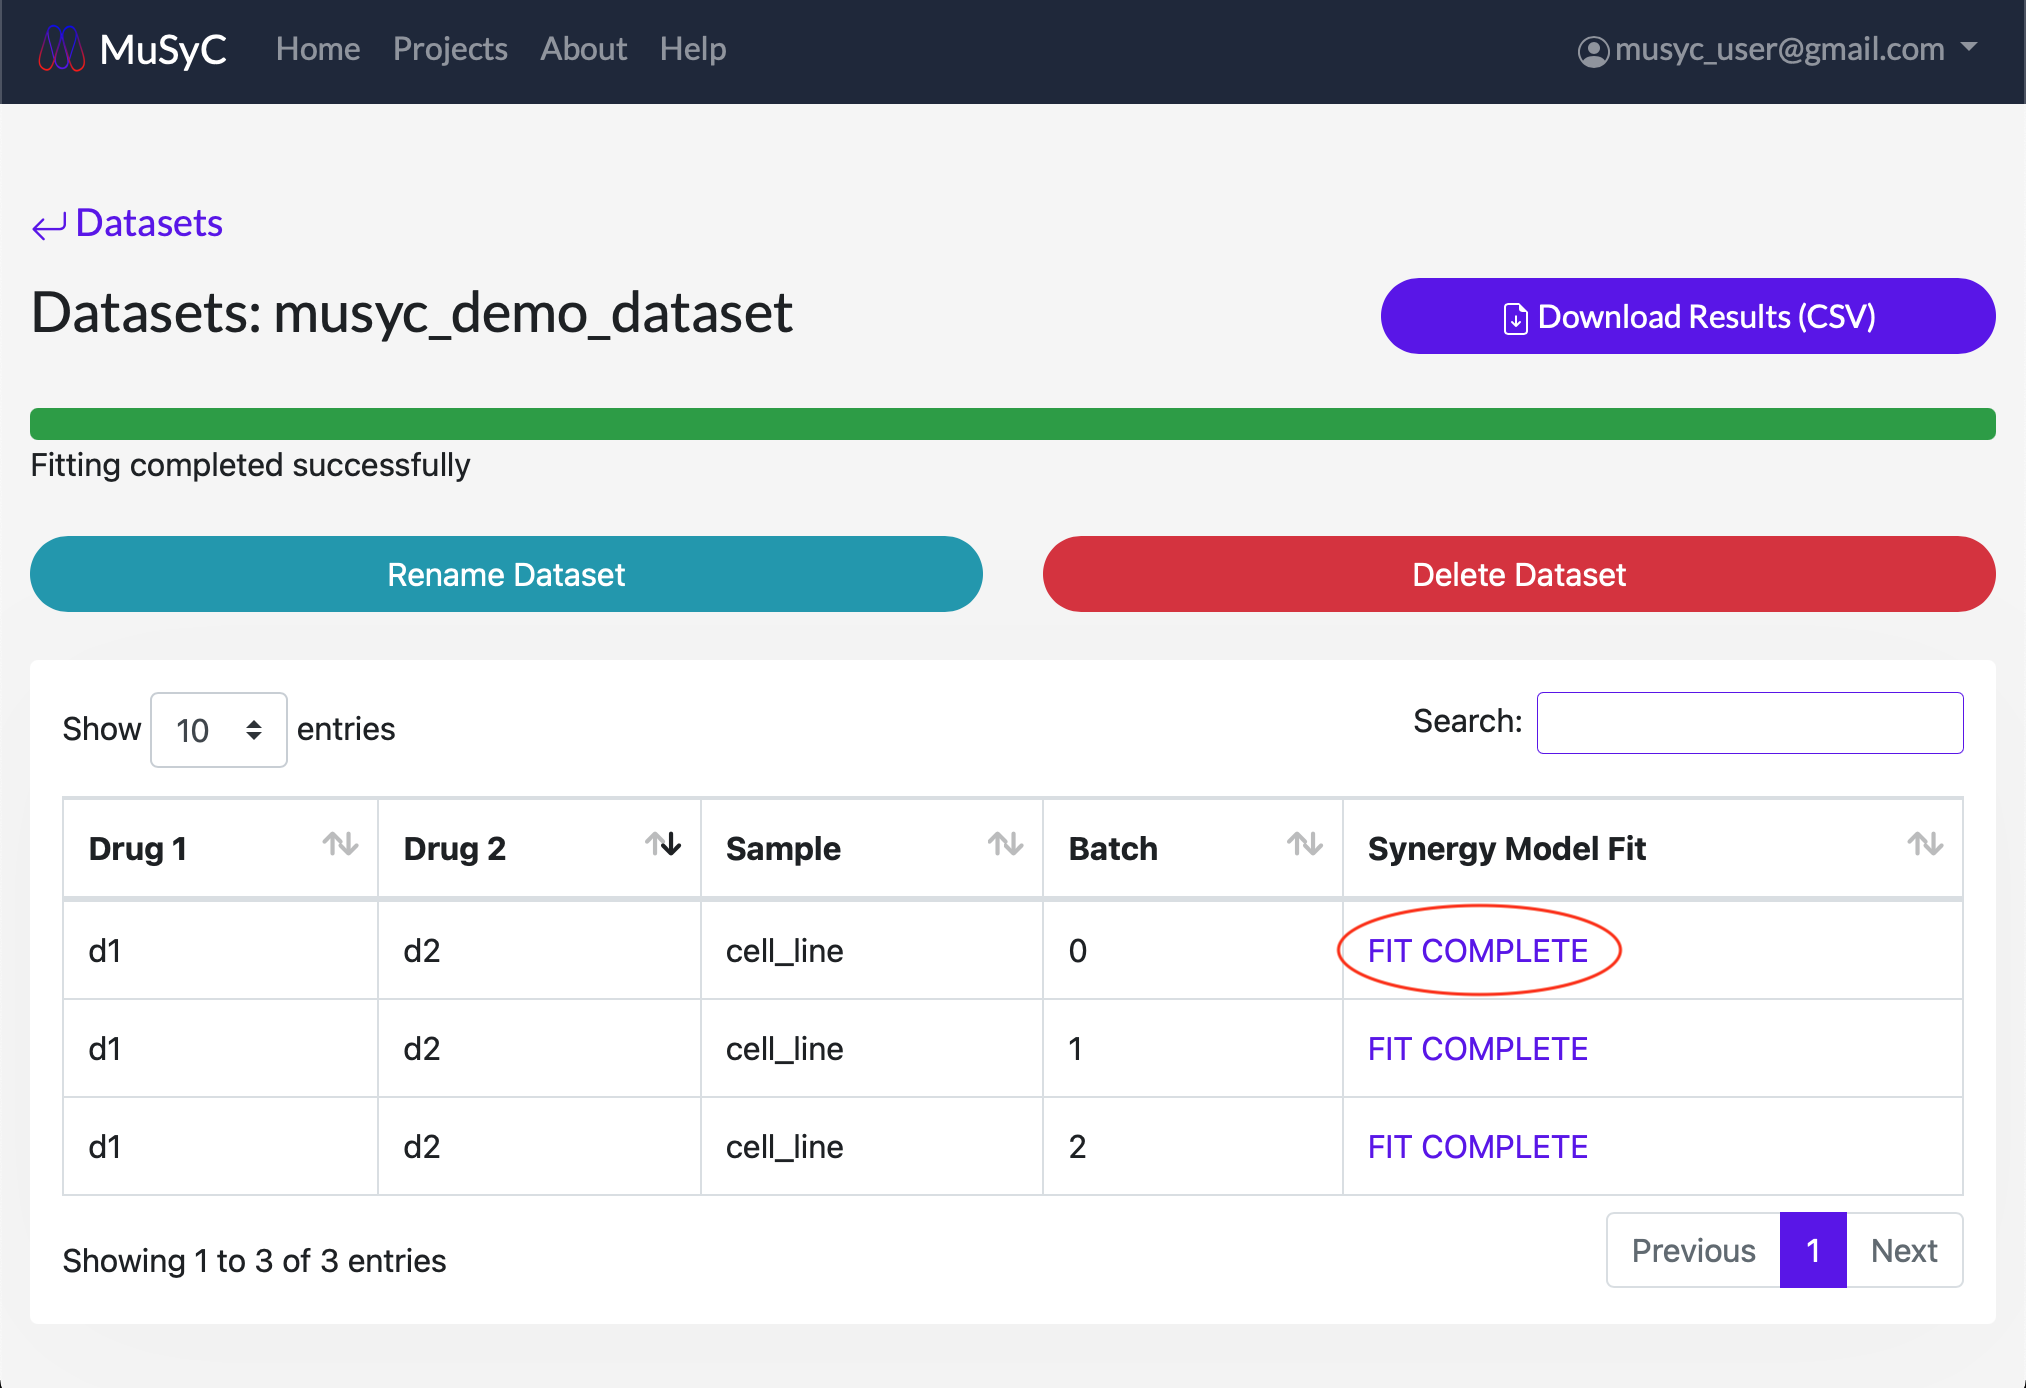 MuSyC Home Projects About Help musyc_user@gmail.com
Datasets
Datasets: musyc_demo_dataset
Download Results (CSV)
Fitting completed successfully
Rename Dataset Delete Dataset
Show 10 entries Search:
Drug 1 Drug 2 Sample Batch Synergy Model Fit
d1 d2 cell_line 0 FIT COMPLETE
d1 d2 cell_line 1 FIT COMPLETE
d1 d2 cell_line 2 FIT COMPLETE
Showing 1 to 3 of 3 entries Previous 1 Next